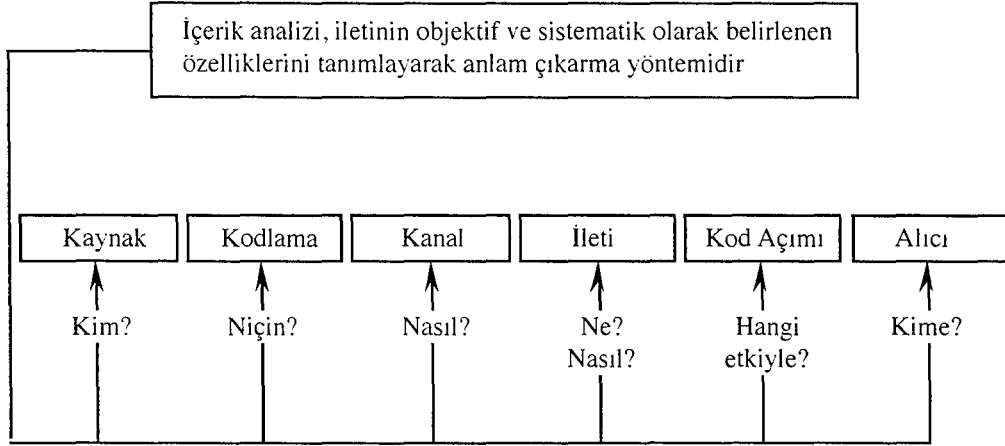 İçerik analizi, iletinin objektif ve sistematik olarak belirlenen
özelliklerini tanımlayarak anlam çıkarma yöntemidir
Kaynak
Kodlama
Kanal
İleti
Kod Açımı
Alıcı
Kim?
Niçin?
Nasıl?
Ne?
Nasıl?
Hangi
etkiyle?
Kime?